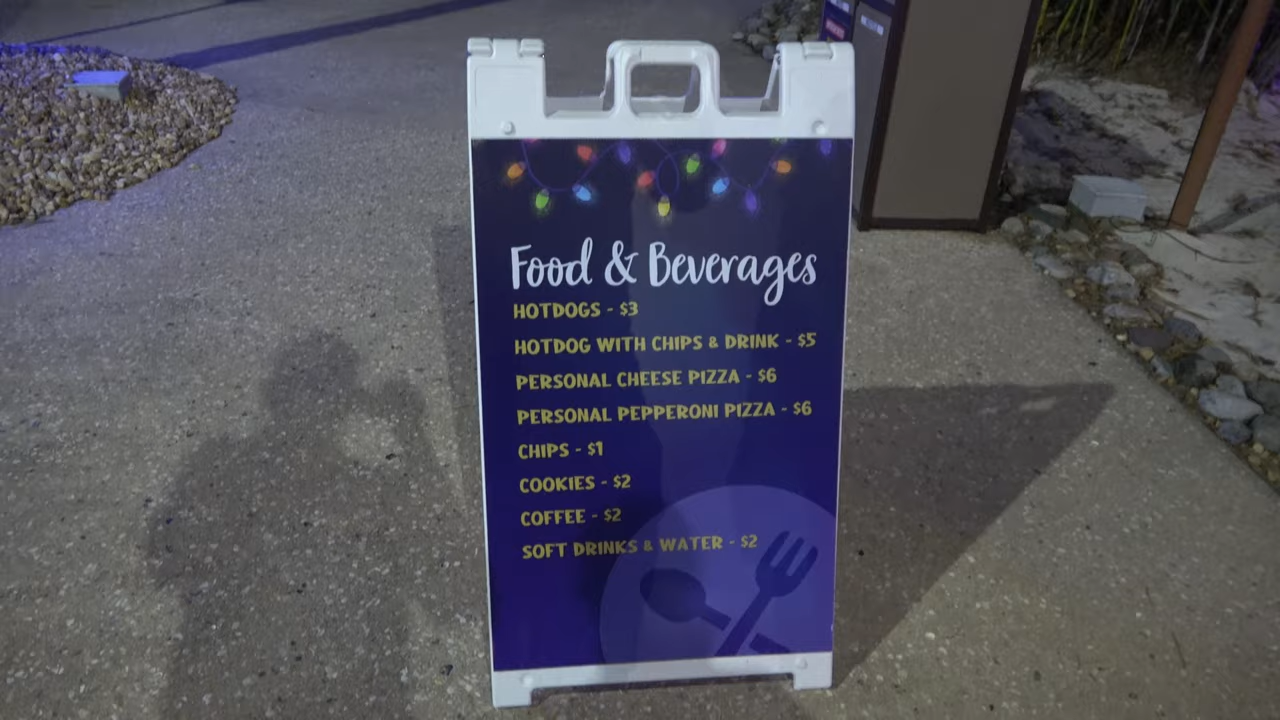 Food & Beverages
HOTDOGS - $3
HOTDOG WITH CHIPS & DRINK - $5
PERSONAL CHEESE PIZZA - $6
PERSONAL PEPPERONI PIZZA - $6
CHIPS - $1
COOKIES - $2
COFFEE - $2
SOFT DRINKS & WATER - $2